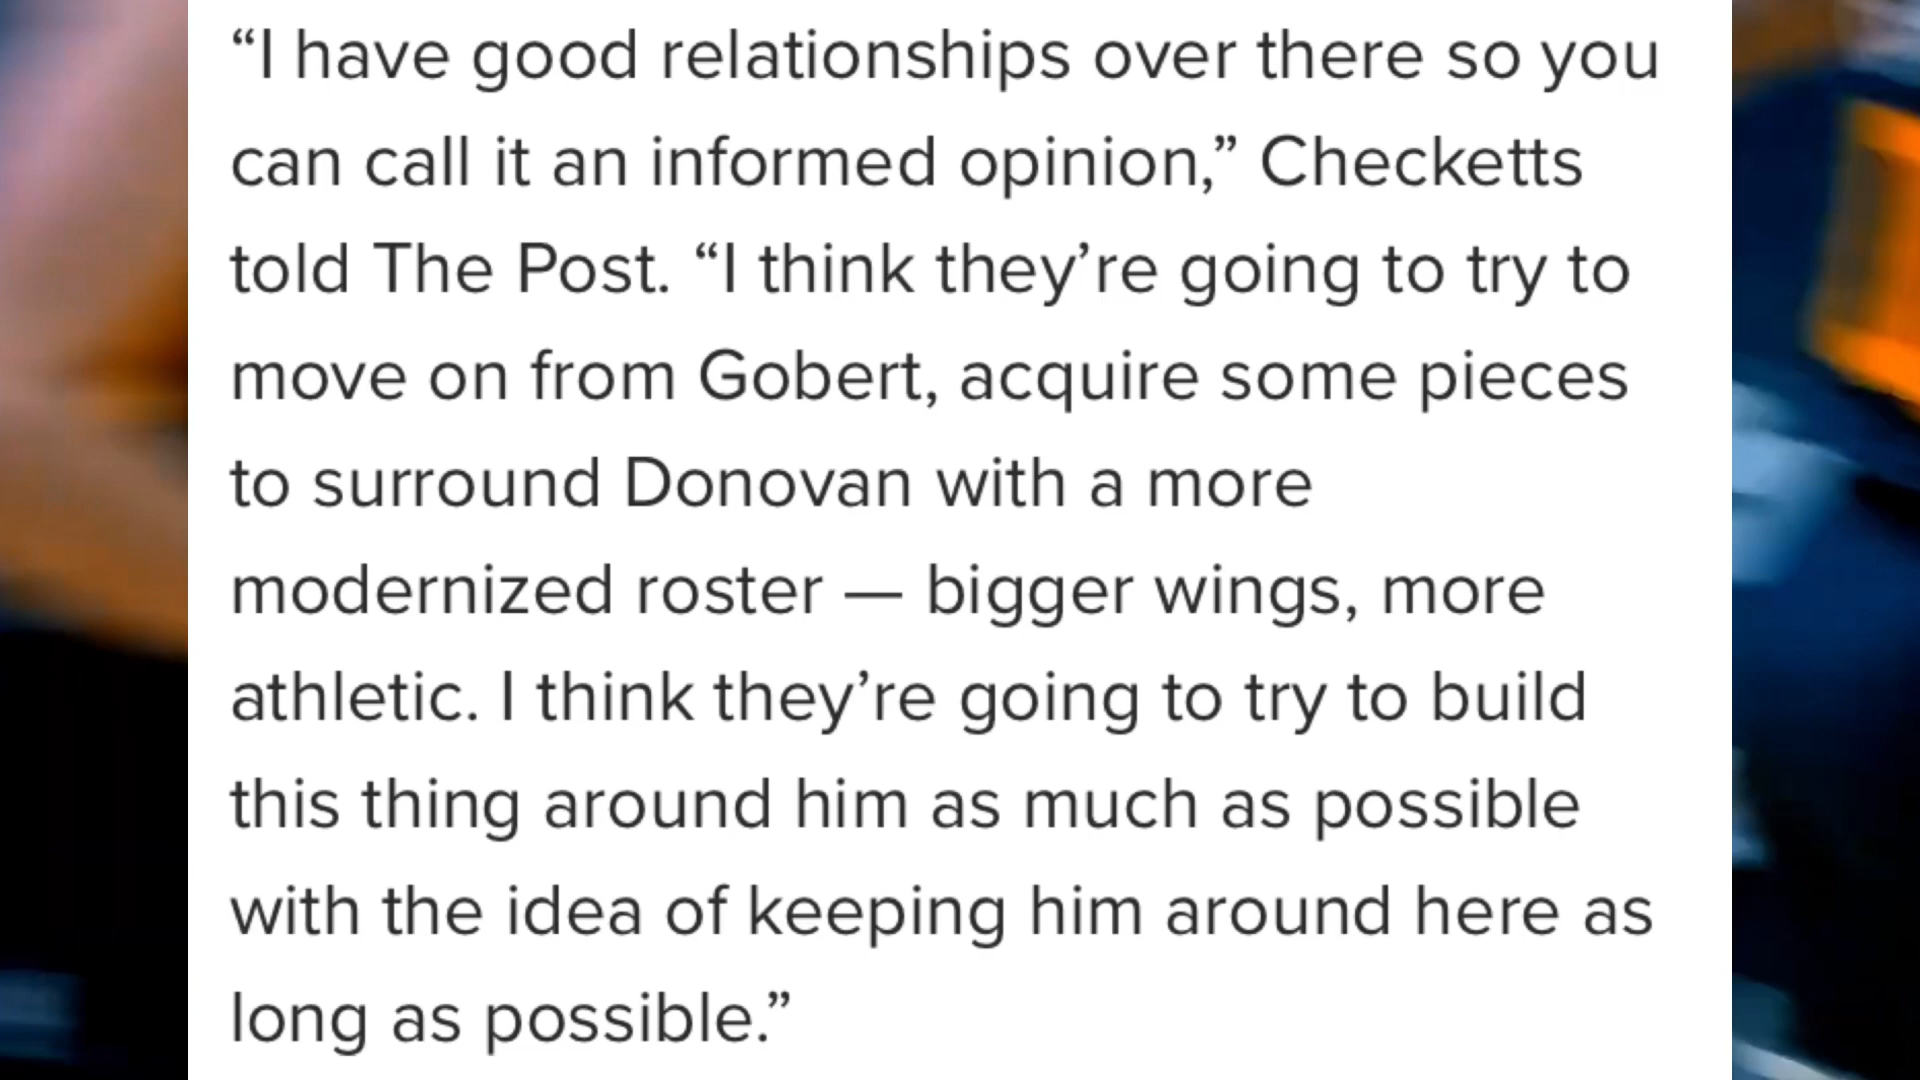 “I have good relationships over there so you
can call it an informed opinion,” Checketts
told The Post. “I think they’re going to try to
move on from Gobert, acquire some pieces
to surround Donovan with a more
modernized roster — bigger wings, more
athletic. I think they’re going to try to build
this thing around him as much as possible
with the idea of keeping him around here as
long as possible.”